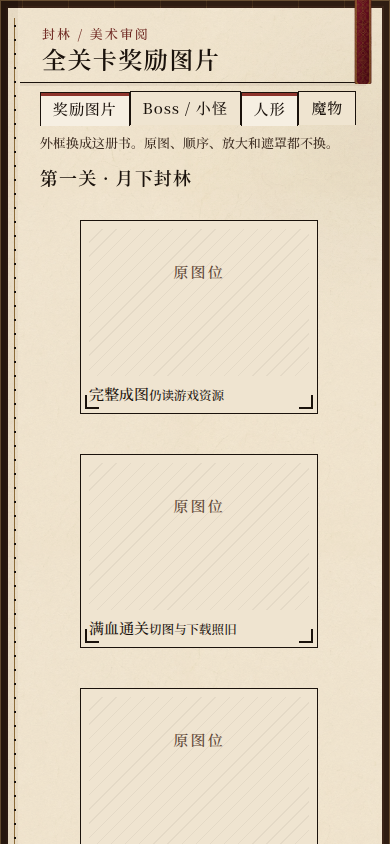 封林 / 美术审阅
全关卡奖励图片
奖励图片 Boss / 小怪 人形 魔物
外框换成这册书。原图、顺序、放大和遮罩都不换。
第一关 · 月下封林
原图位
完整成图仍读游戏资源
原图位
满血通关切图与下载照旧
原图位